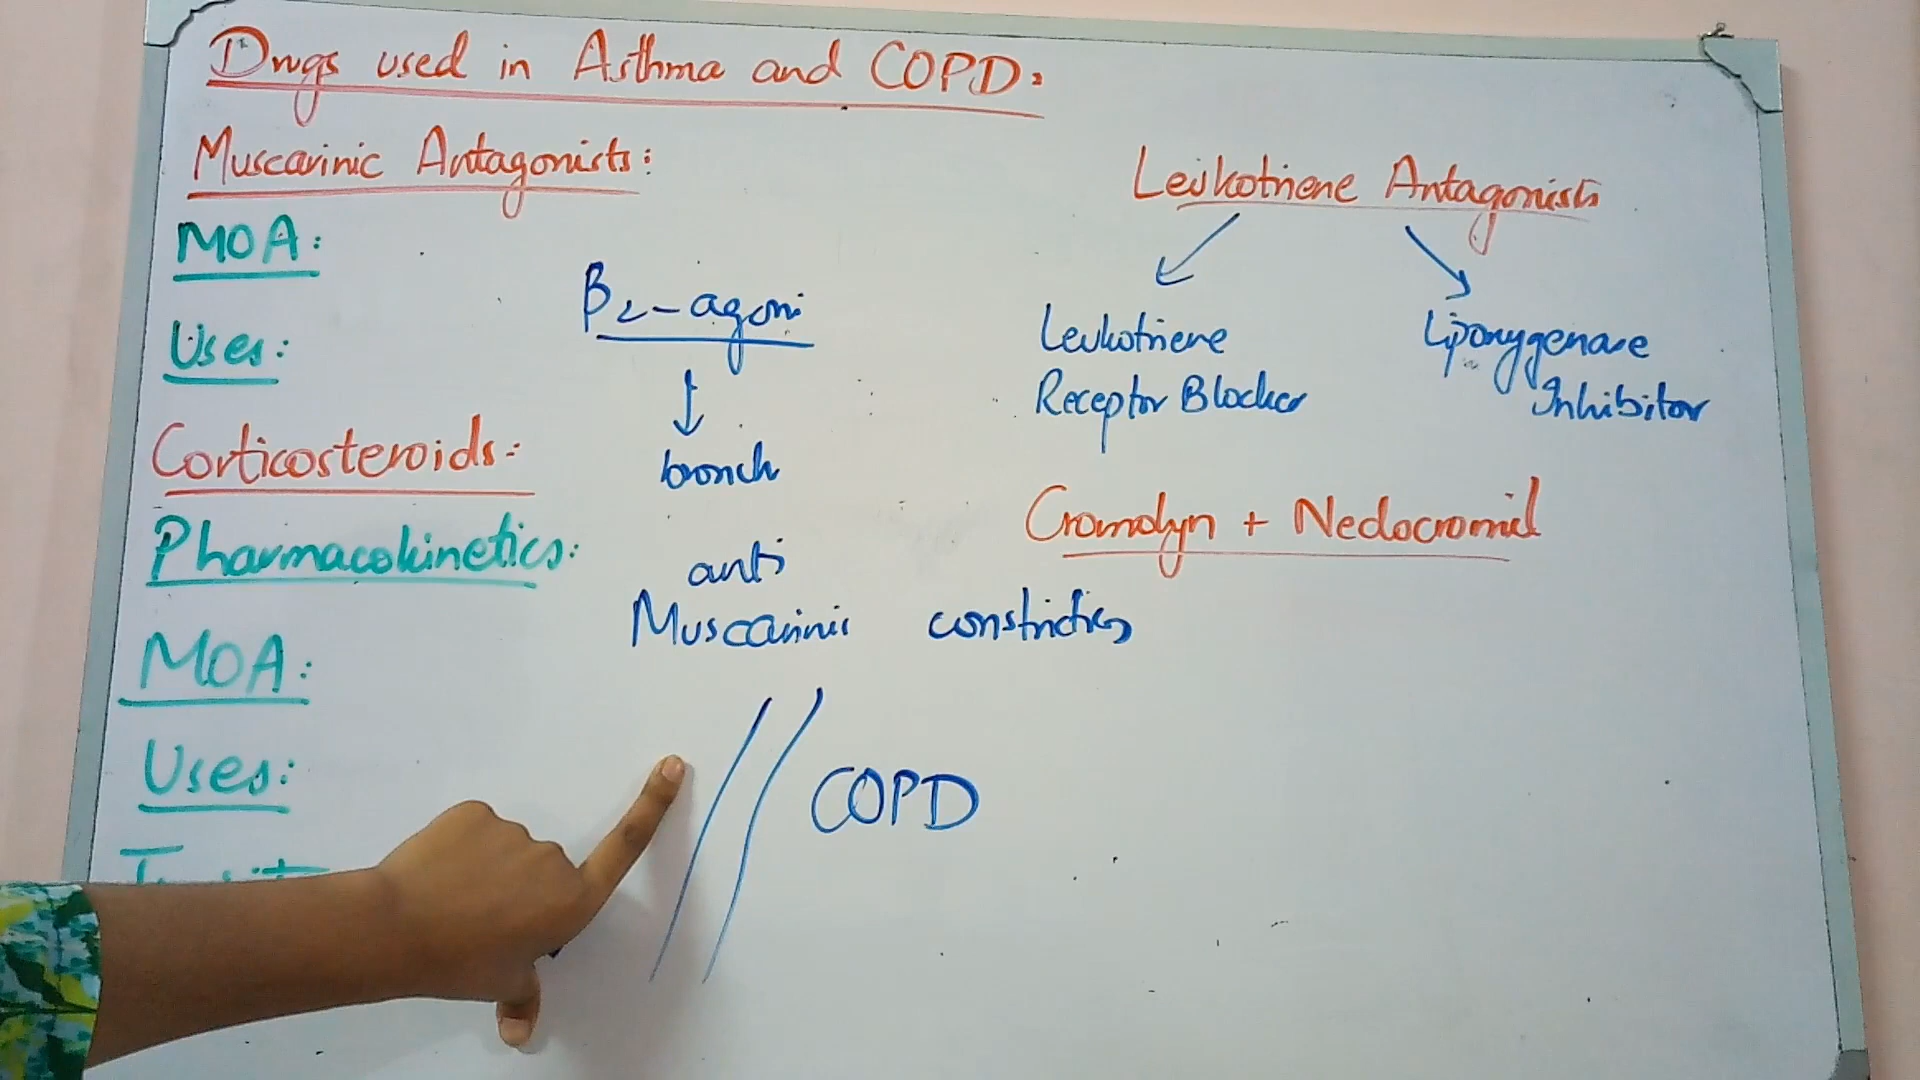 Drugs used in Asthma and COPD:
Muscarinic Antagonists:
MOA:
Uses:
Corticosteroids:
Pharmacokinetics:
MOA:
Uses:
β2-agoni
bronch
anti
Muscarinic constriction
COPD
Leukotriene Antagonists
Leukotriene
Receptor Blocker
Lipoxygenase
Inhibitor
Cromolyn + Nedocromil